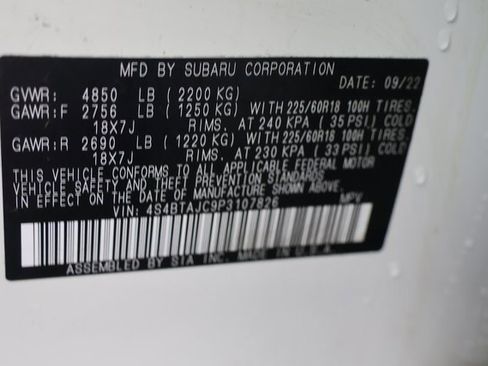 MFD BY SUBARU CORPORATION
DATE: 09/22
GVWR: 4850 LB (2200 KG)
GAWR:F 2756 LB (1250 KG) WITH 225/60R18 100H TIRES.
18X7J RIMS. AT 240 KPA (35 PSI) COLD
GAWR:R 2690 LB (1220 KG) WITH 225/60R18 100H TIRES.
18X7J RIMS. AT 230 KPA (33 PSI) COLD
THIS VEHICLE CONFORMS TO ALL APPLICABLE FEDERAL MOTOR
VEHICLE SAFETY AND THEFT PREVENTION STANDARDS
IN EFFECT ON THE DATE OF MANUFACTURE SHOWN ABOVE.
VIN: 4S4BTAJC9P3107826 MPV
ASSEMBLED BY SIA INC. MADE IN U.S.A.